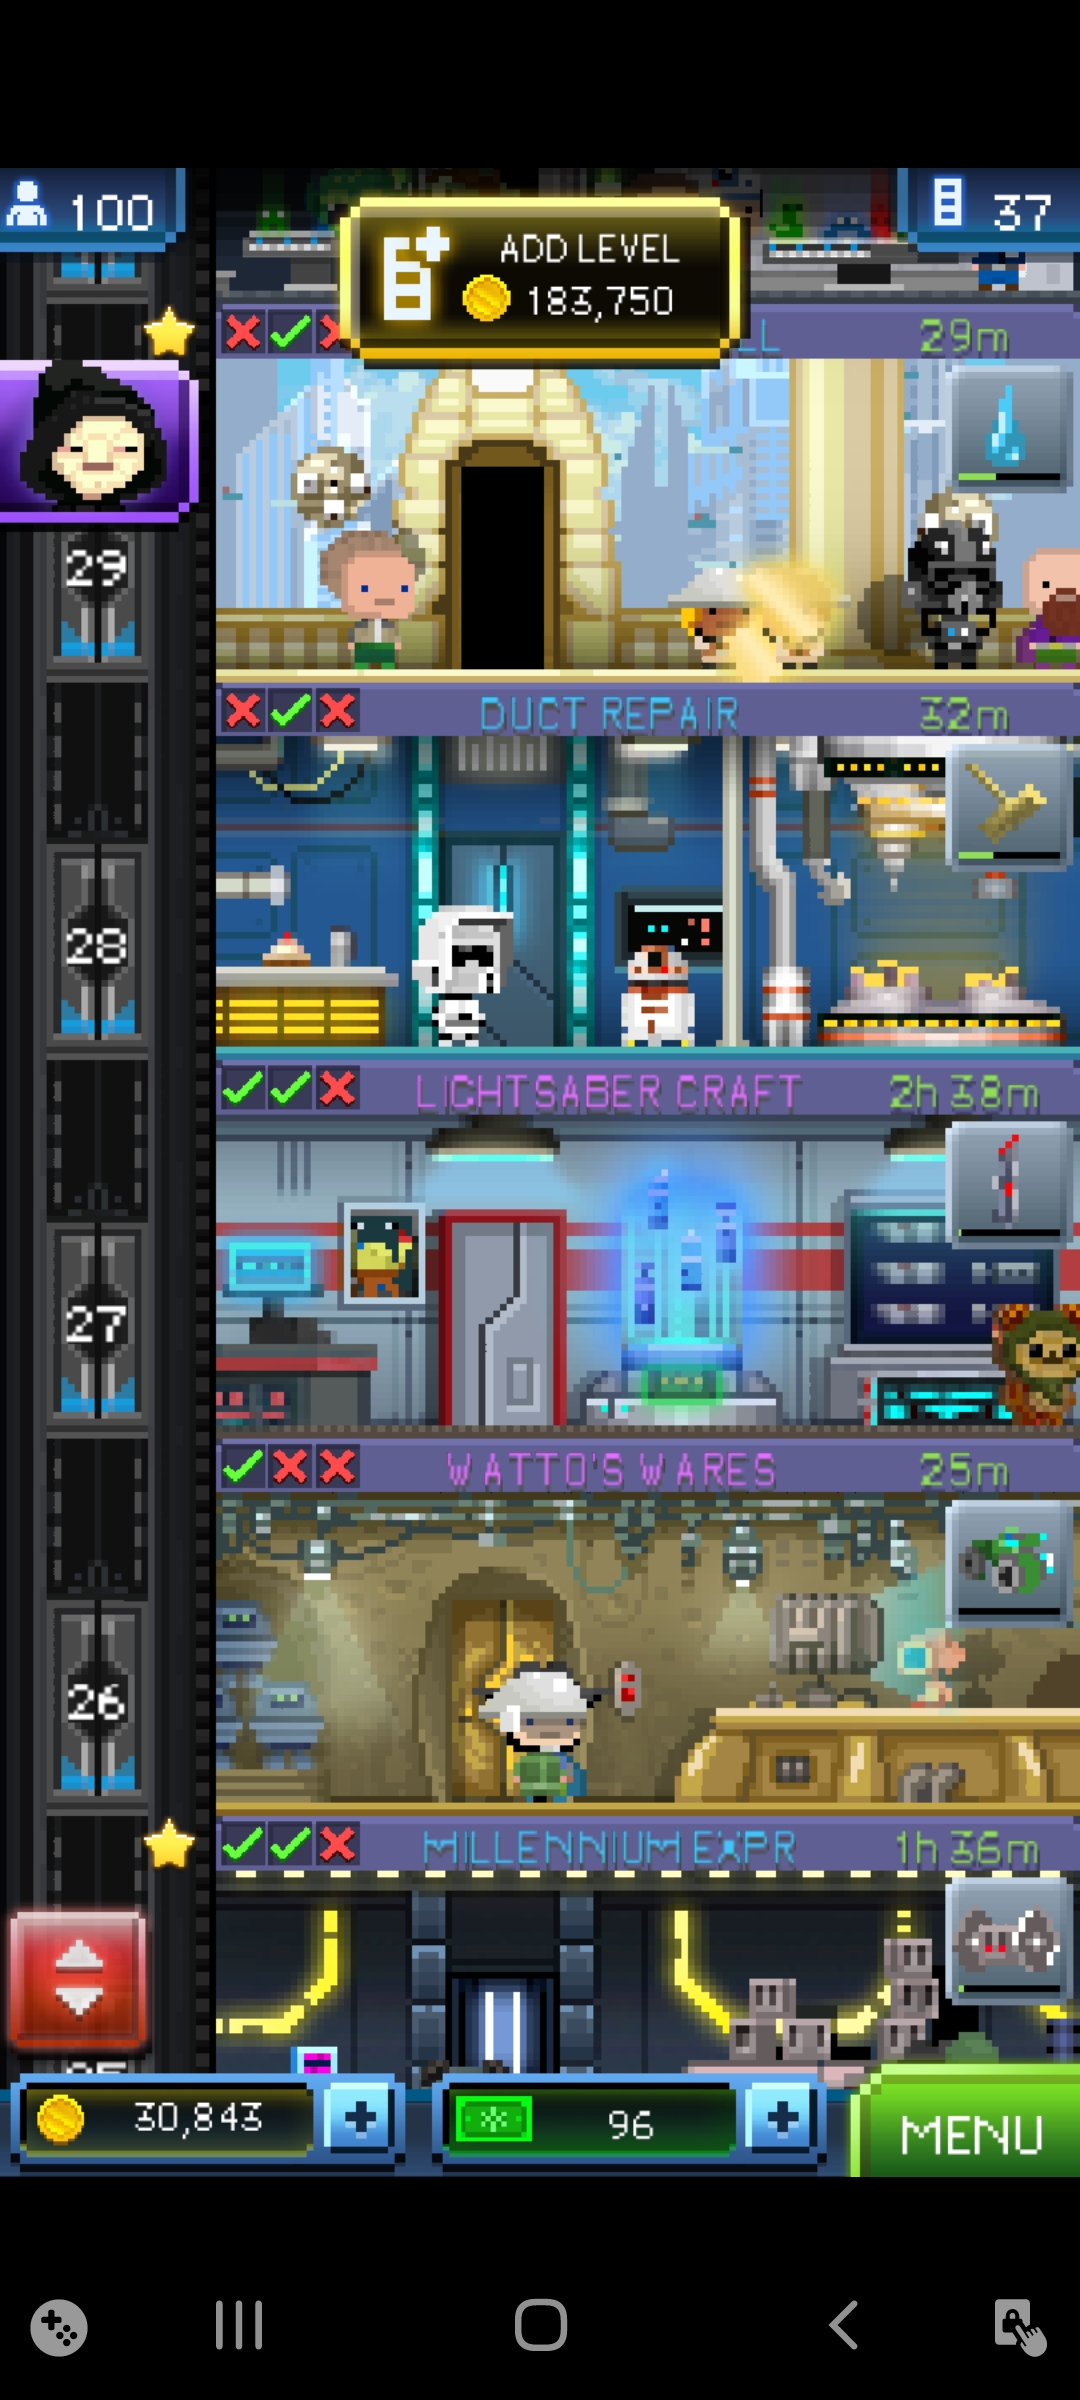 100
37
ADD LEVEL
183,750
LL 29m
29
DUCT REPAIR 32m
28
LIGHTSABER CRAFT 2h 38m
27
WATTO'S WARES 25m
26
MILLENNIUM EXPR 1h 36m
30,843
96
MENU